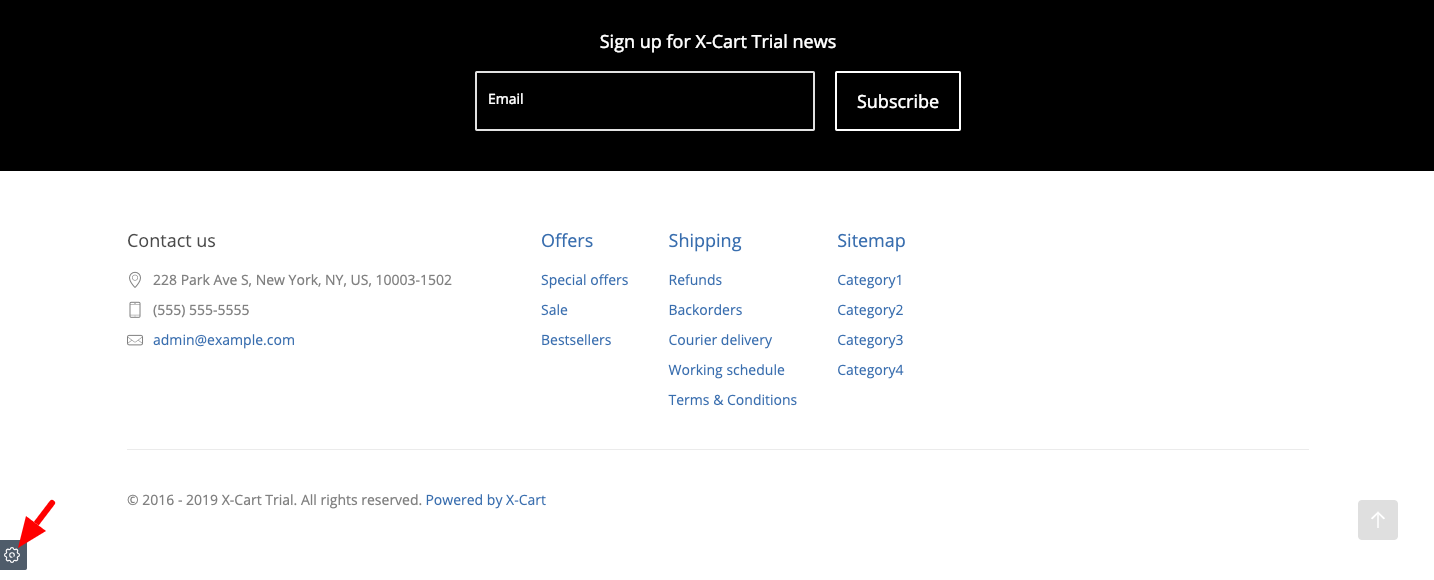 Sign up for X-Cart Trial news
Email
Subscribe
Contact us
228 Park Ave S, New York, NY, US, 10003-1502
(555) 555-5555
admin@example.com
Offers
Special offers
Sale
Bestsellers
Shipping
Refunds
Backorders
Courier delivery
Working schedule
Terms & Conditions
Sitemap
Category1
Category2
Category3
Category4
© 2016 - 2019 X-Cart Trial. All rights reserved. Powered by X-Cart